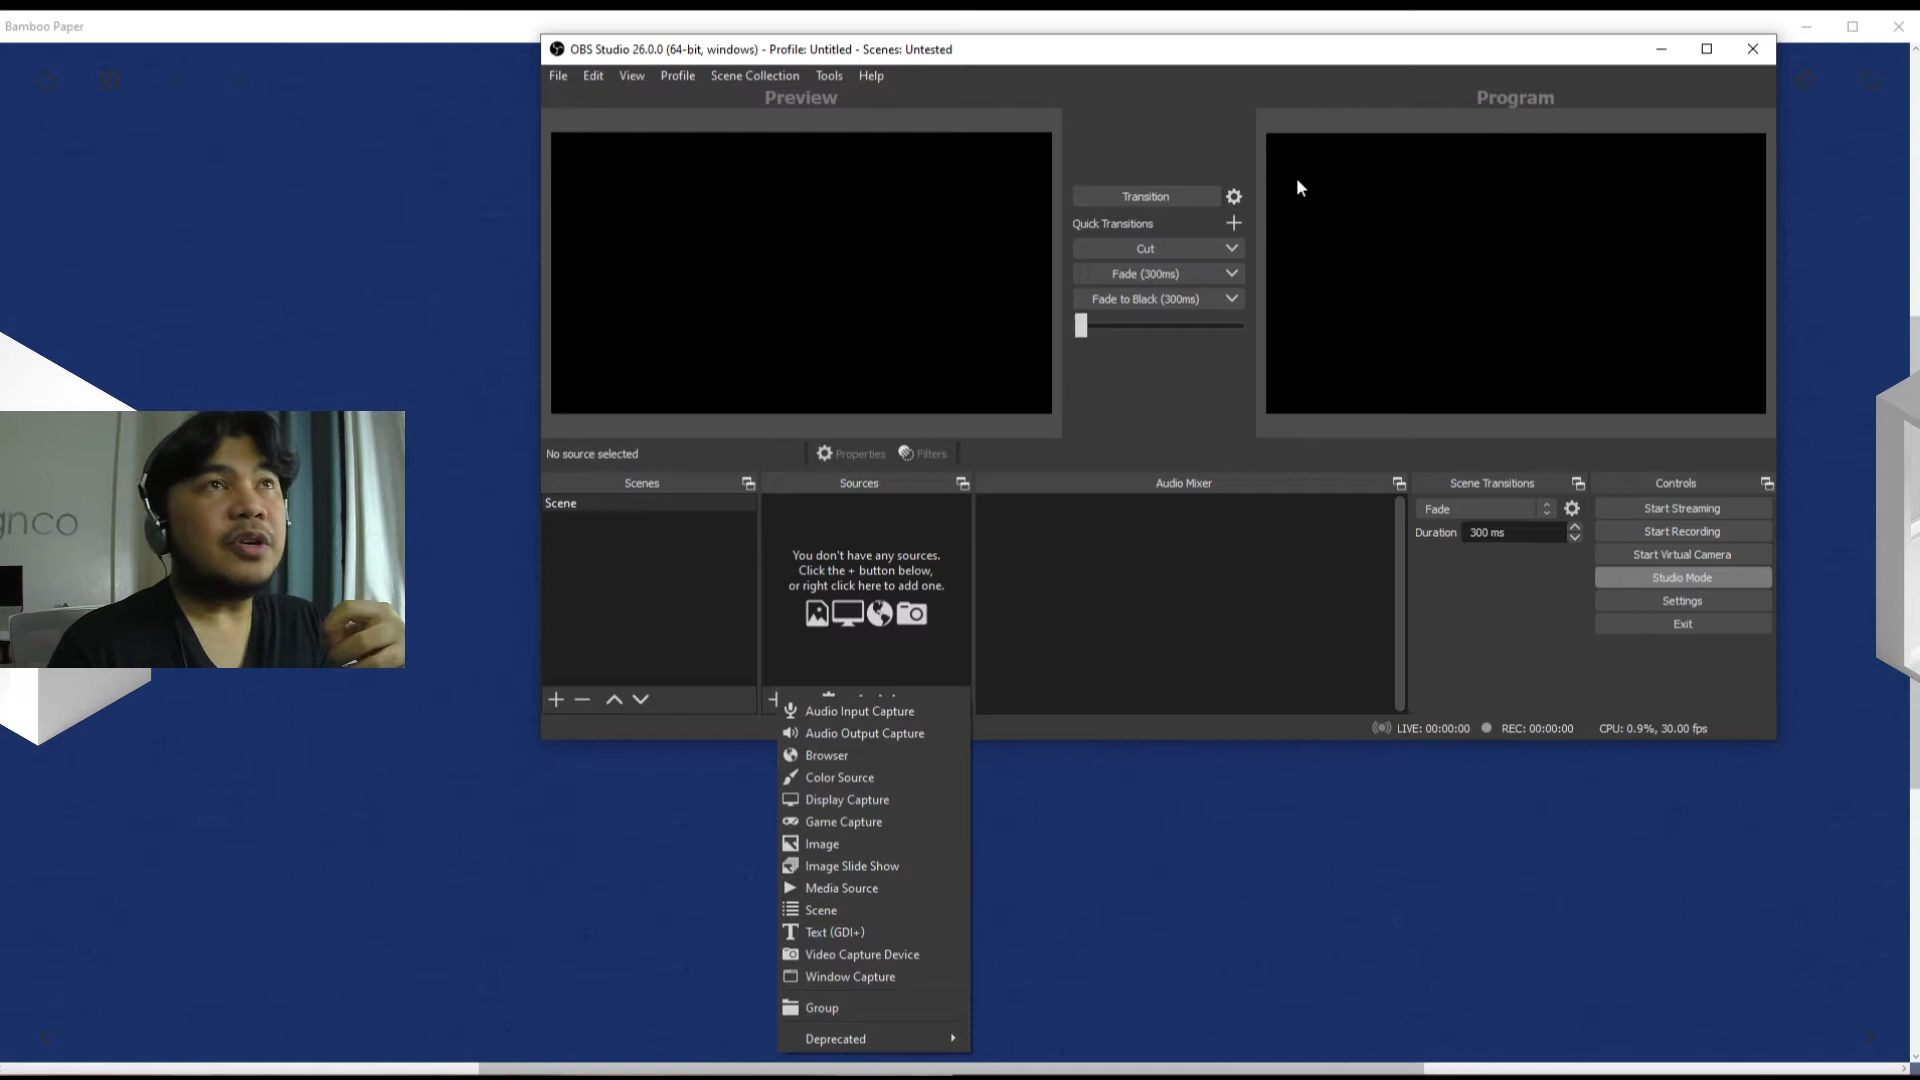 Bamboo Paper
OBS Studio 26.0.0 (64-bit, windows) - Profile: Untitled - Scenes: Untested
File Edit View Profile Scene Collection Tools Help
Preview
Program
Transition
Quick Transitions
Cut
Fade (300ms)
Fade to Black (300ms)
No source selected
Properties
Filters
Scenes
Scene
Sources
You don't have any sources.
Click the + button below,
or right click here to add one.
Audio Mixer
Scene Transitions
Fade
Duration 300 ms
Controls
Start Streaming
Start Recording
Start Virtual Camera
Studio Mode
Settings
Exit
gnco
Audio Input Capture
Audio Output Capture
Browser
Color Source
Display Capture
Game Capture
Image
Image Slide Show
Media Source
Scene
Text (GDI+)
Video Capture Device
Window Capture
Group
Deprecated
LIVE: 00:00:00
REC: 00:00:00
CPU: 0.9%, 30.00 fps